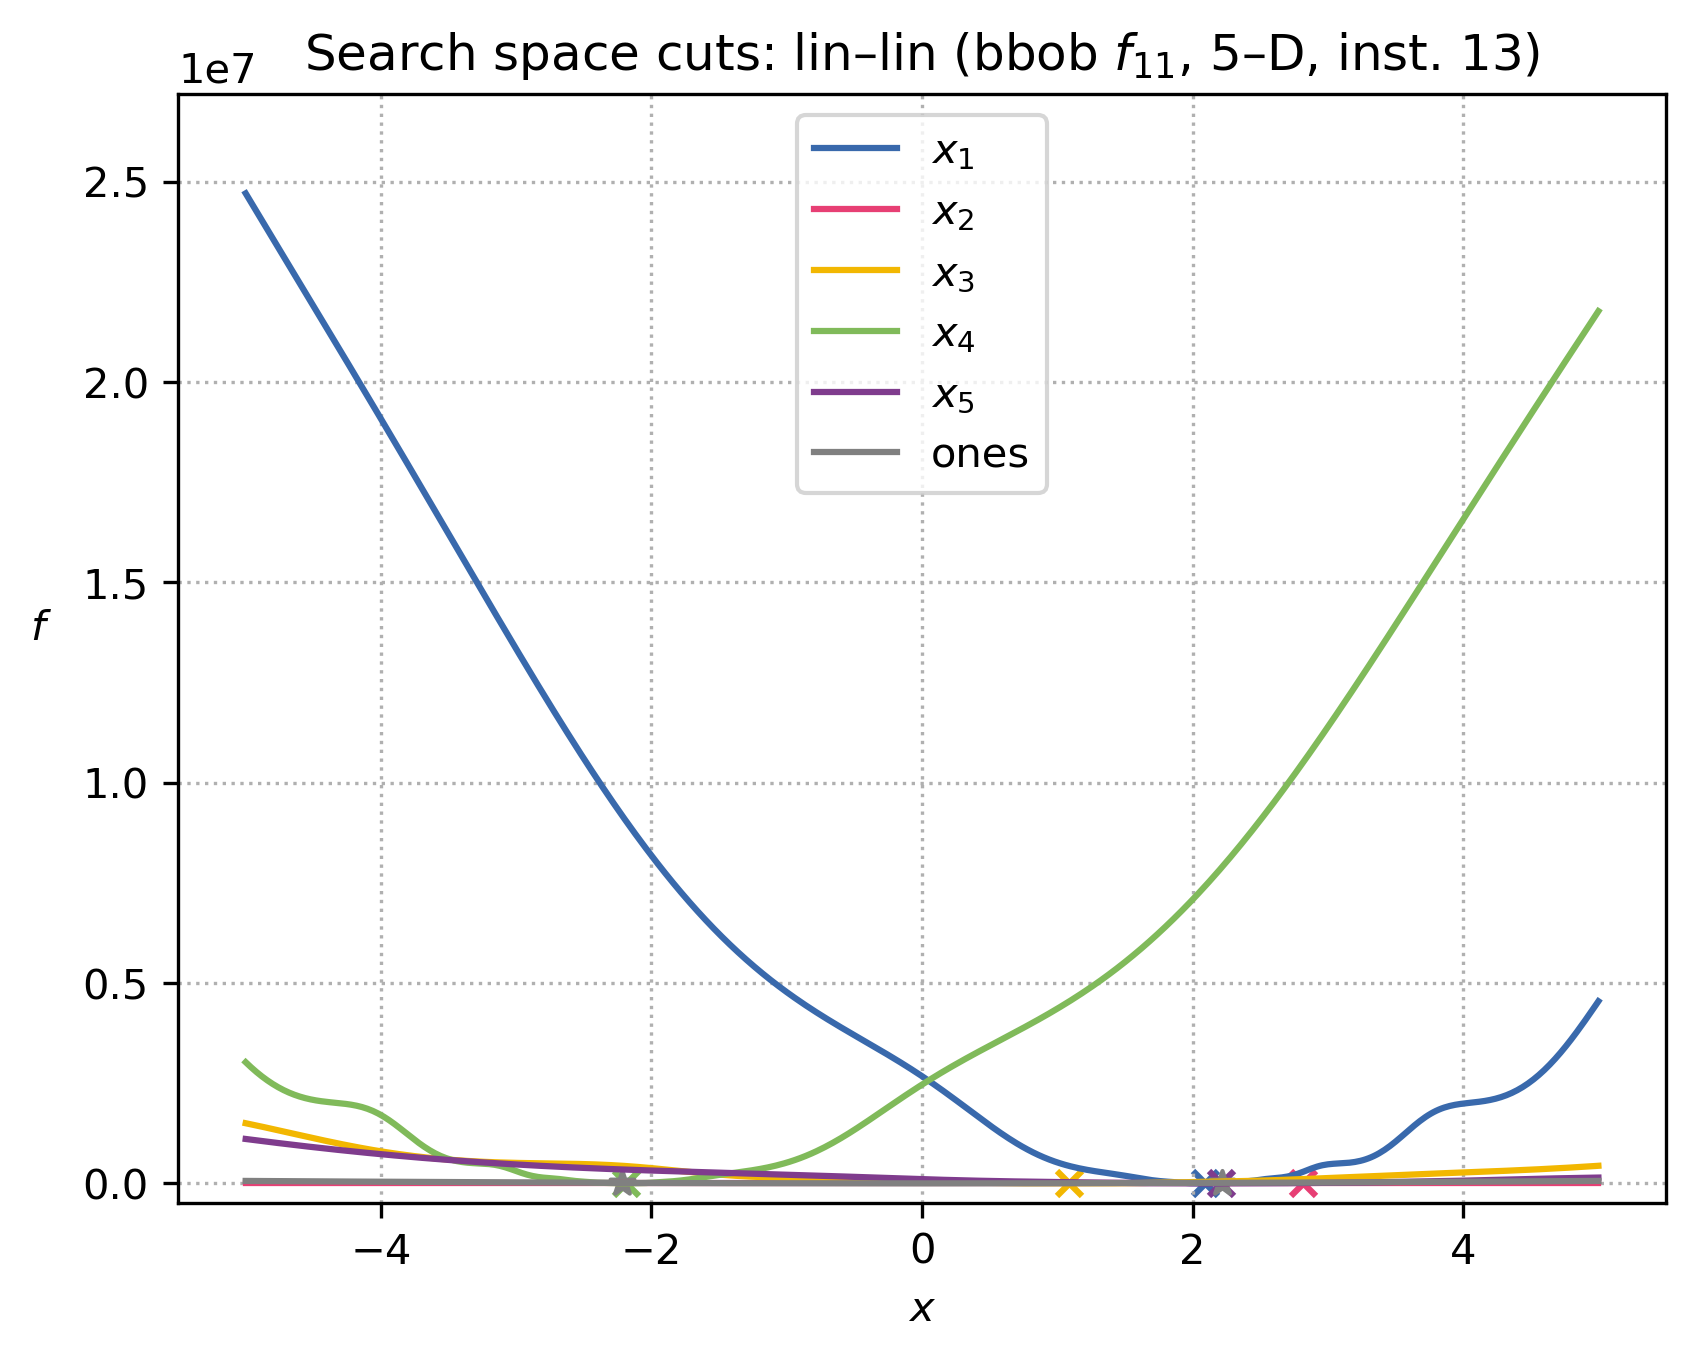 Search space cuts: lin–lin (bbob f₁₁, 5–D, inst. 13)
1e7
x₁
x₂
x₃
x₄
x₅
ones
2.5
2.0
1.5
1.0
0.5
0.0
f
−4 −2 0 2 4
x